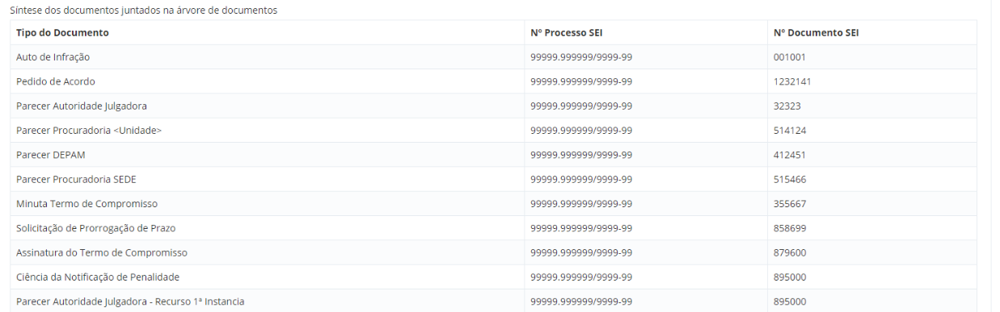 Síntese dos documentos juntados na árvore de documentos
Tipo do Documento Nº Processo SEI Nº Documento SEI
Auto de Infração 99999.999999/9999-99 001001
Pedido de Acordo 99999.999999/9999-99 1232141
Parecer Autoridade Julgadora 99999.999999/9999-99 32323
Parecer Procuradoria <Unidade> 99999.999999/9999-99 514124
Parecer DEPAM 99999.999999/9999-99 412451
Parecer Procuradoria SEDE 99999.999999/9999-99 515466
Minuta Termo de Compromisso 99999.999999/9999-99 355667
Solicitação de Prorrogação de Prazo 99999.999999/9999-99 858699
Assinatura do Termo de Compromisso 99999.999999/9999-99 879600
Ciência da Notificação de Penalidade 99999.999999/9999-99 895000
Parecer Autoridade Julgadora - Recurso 1ª Instancia 99999.999999/9999-99 895000